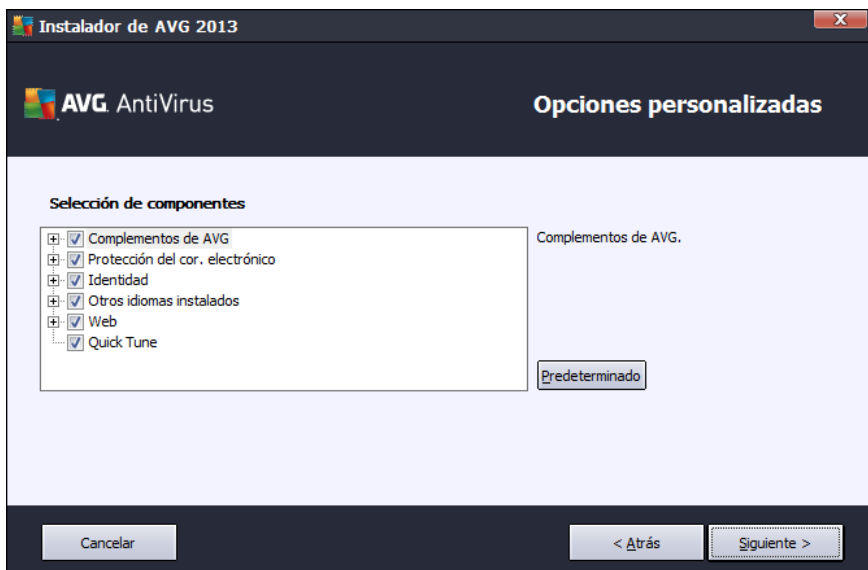 Instalador de AVG 2013
X
AVG. AntiVirus
Opciones personalizadas
Selección de componentes
Complementos de AVG
Protección del cor. electrónico
Identidad
Otros idiomas instalados
Web
Quick Tune
Complementos de AVG.
Predeterminado
Cancelar
< Atrás
Siguiente >